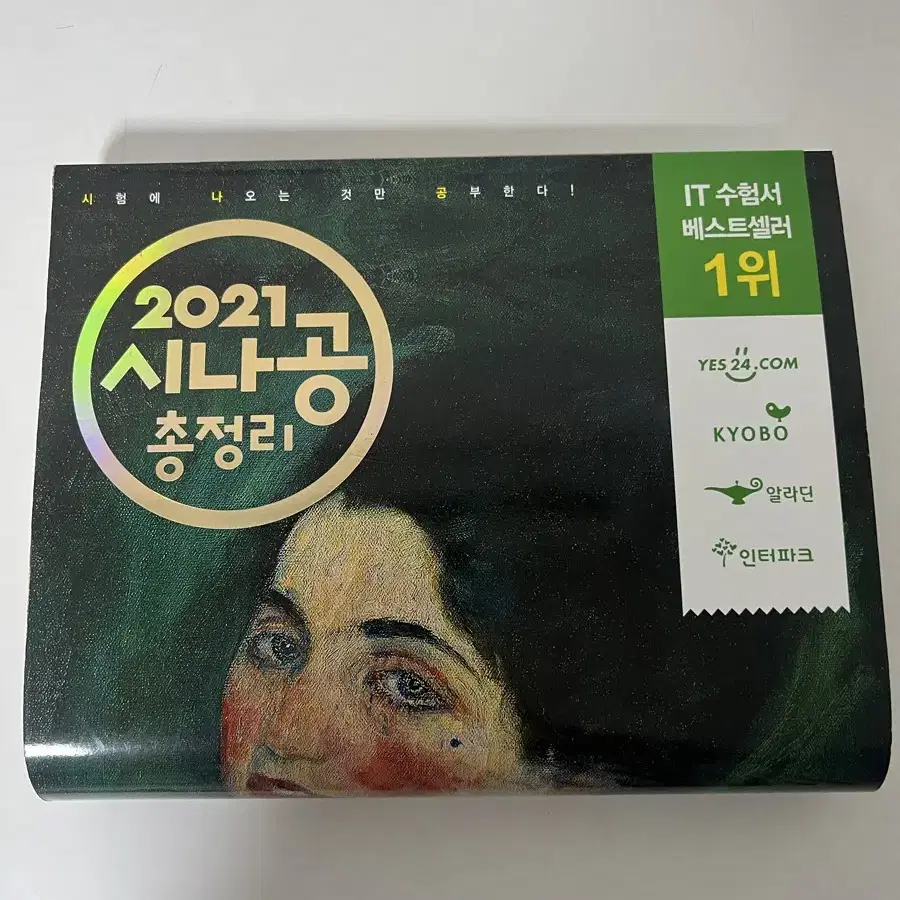 시험에 나오는 것만 공부한다!
2021
시나공
총정리
IT 수험서
베스트셀러
1위
YES24.COM
KYOBO
알라딘
인터파크